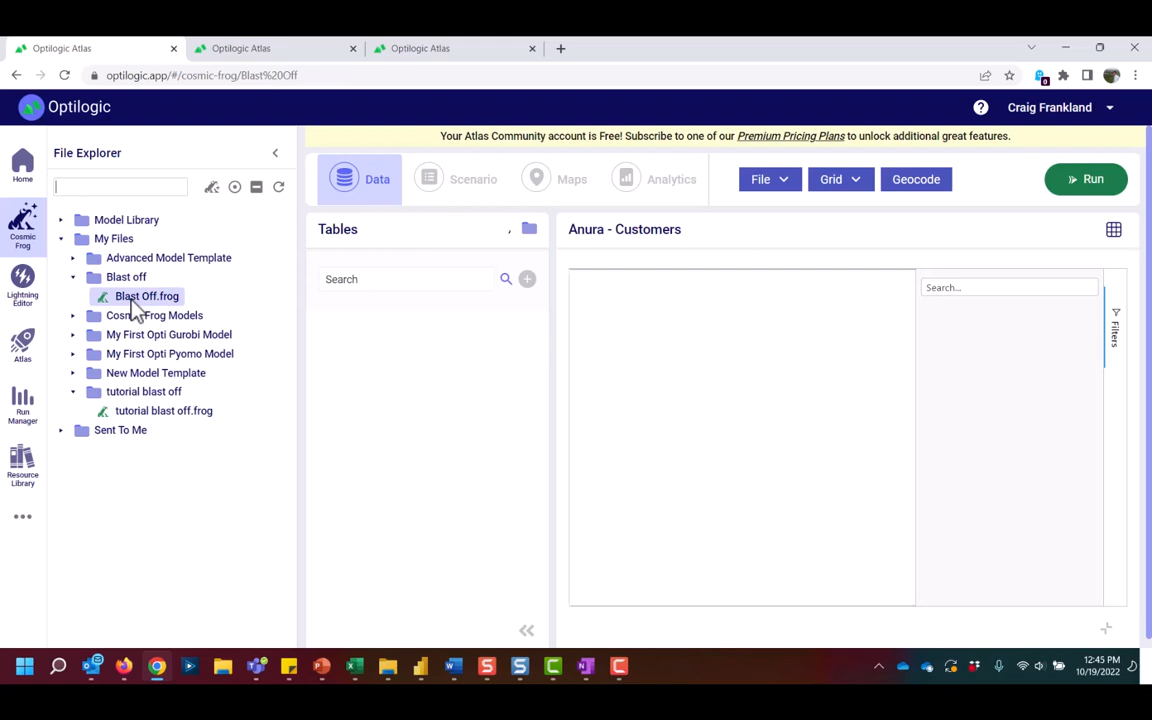 Optilogic Atlas
Optilogic Atlas
Optilogic Atlas
optilogic.app/#/cosmic-frog/Blast%20Off
0
Optilogic
Craig Frankland
Your Atlas Community account is Free! Subscribe to one of our Premium Pricing Plans to unlock additional great features.
Home
Cosmic
Frog
Lightning
Editor
Atlas
Run
Manager
Resource
Library
File Explorer
Model Library
My Files
Advanced Model Template
Blast off
Blast Off.frog
Cosmic Frog Models
My First Opti Gurobi Model
My First Opti Pyomo Model
New Model Template
tutorial blast off
tutorial blast off.frog
Sent To Me
Data
Scenario
Maps
Analytics
File
Grid
Geocode
Run
Tables
Search
Anura - Customers
Search...
Filters
12:45 PM
10/19/2022